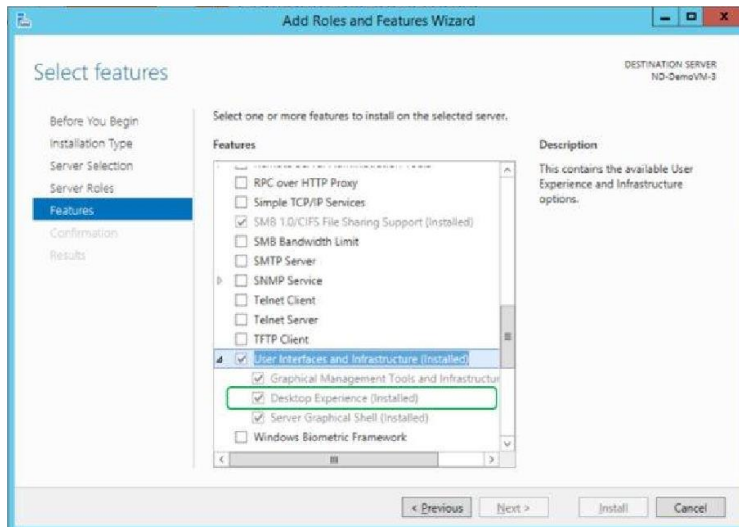 Add Roles and Features Wizard
Select features
DESTINATION SERVER
ND-DemoVM-3
Before You Begin
Installation Type
Server Selection
Server Roles
Features
Confirmation
Results
Select one or more features to install on the selected server.
Features
RPC over HTTP Proxy
Simple TCP/IP Services
SMB 1.0/CIFS File Sharing Support (Installed)
SMB Bandwidth Limit
SMTP Server
SNMP Service
Telnet Client
Telnet Server
TFTP Client
User Interfaces and Infrastructure (Installed)
Graphical Management Tools and Infrastructur
Desktop Experience (Installed)
Server Graphical Shell (Installed)
Windows Biometric Framework
Description
This contains the available User
Experience and Infrastructure
options.
< Previous
Next >
Install
Cancel